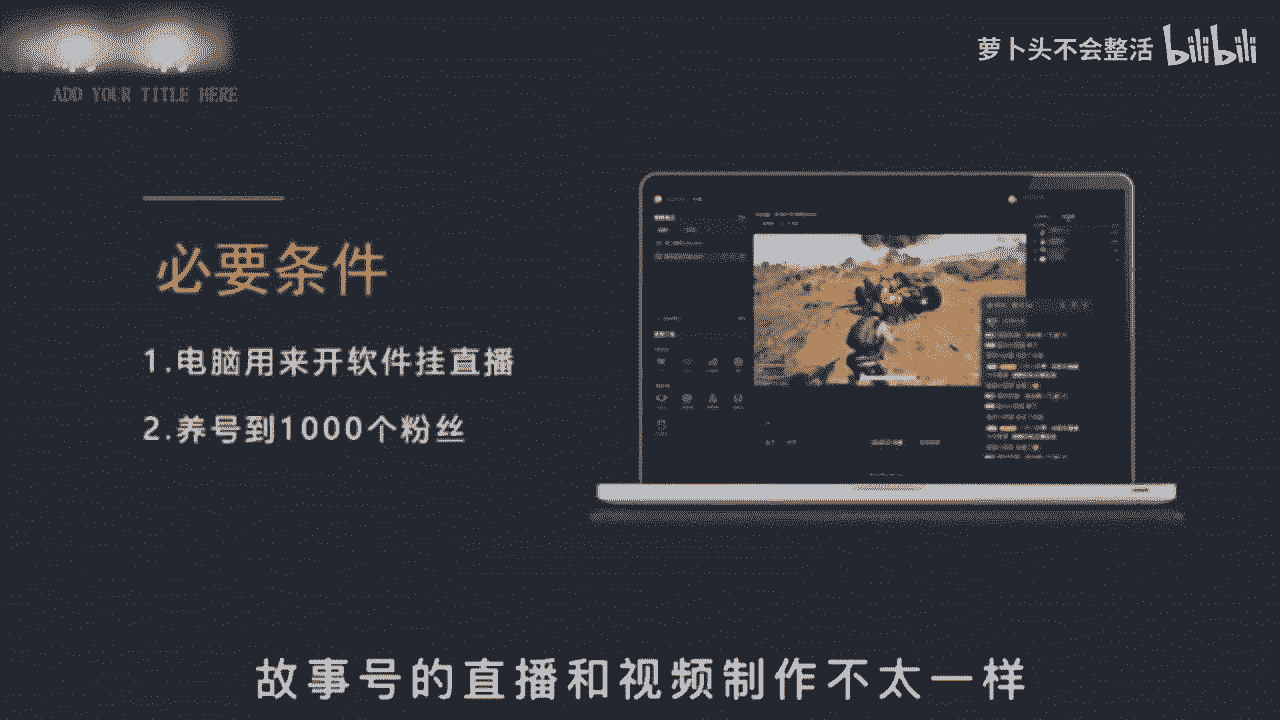 萝卜头不会整活 bilibili
ADD YOUR TITLE HERE
必要条件
1.电脑用来开软件挂直播
2.养号到1000个粉丝
故事号的直播和视频制作不太一样